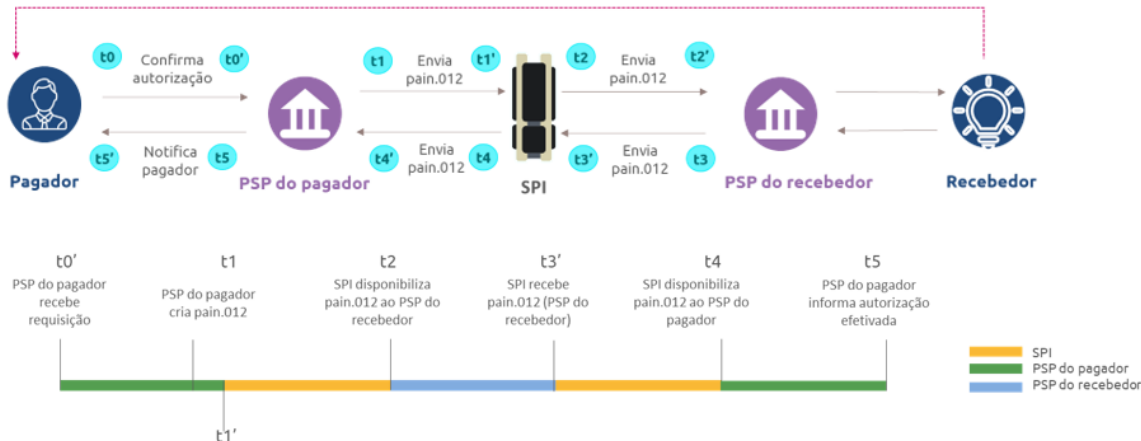 t0
Confirma
autorização
t0'
t1
Envia
pain.012
t1'
t2
Envia
pain.012
t2'
t5'
Notifica
pagador
t5
t4'
Envia
pain.012
t4
t3'
Envia
pain.012
t3
Pagador
PSP do pagador
SPI
PSP do recebedor
Recebedor
t0'
PSP do pagador
recebe
requisição
t1
PSP do pagador
cria pain.012
t2
SPI disponibiliza
pain.012 ao PSP do
recebedor
t3'
SPI recebe
pain.012 (PSP do
recebedor)
t4
SPI disponibiliza
pain.012 ao PSP do
pagador
t5
PSP do pagador
informa autorização
efetivada
SPI
PSP do pagador
PSP do recebedor
t1'